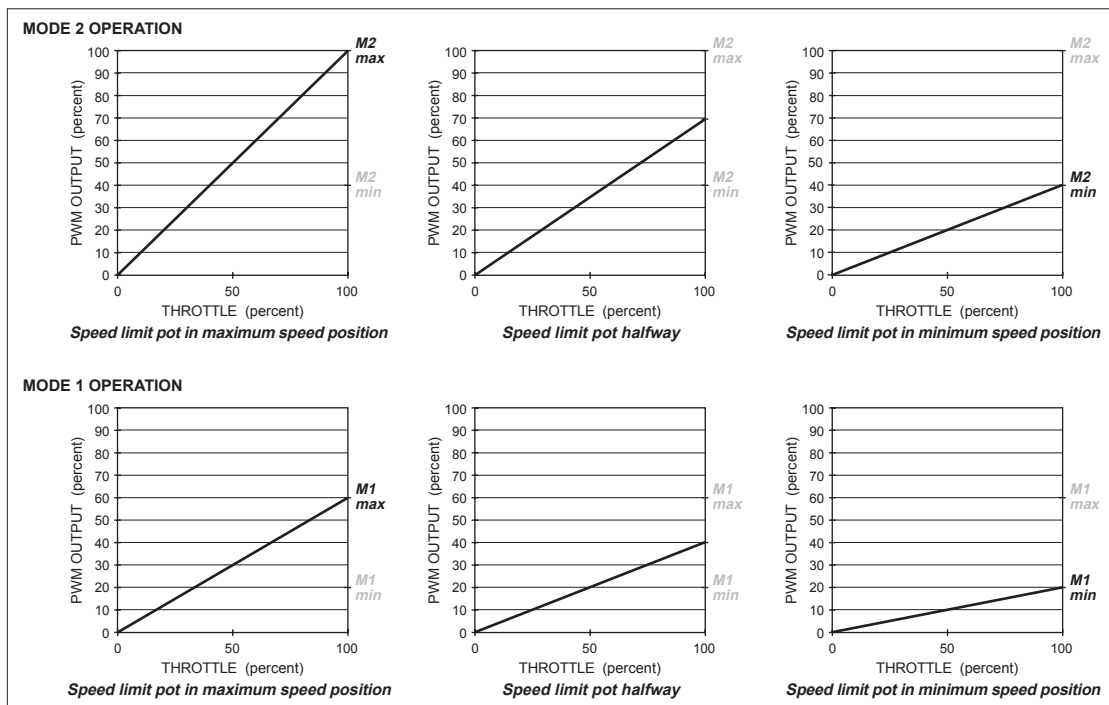 MODE 2 OPERATION
PWM OUTPUT (percent)
100
90
80
70
60
50
40
30
20
10
0
0 50 100
THROTTLE (percent)
M2
max
M2
min
Speed limit pot in maximum speed position
PWM OUTPUT (percent)
100
90
80
70
60
50
40
30
20
10
0
0 50 100
THROTTLE (percent)
M2
max
M2
min
Speed limit pot halfway
PWM OUTPUT (percent)
100
90
80
70
60
50
40
30
20
10
0
0 50 100
THROTTLE (percent)
M2
max
M2
min
Speed limit pot in minimum speed position
MODE 1 OPERATION
PWM OUTPUT (percent)
100
90
80
70
60
50
40
30
20
10
0
0 50 100
THROTTLE (percent)
M1
max
M1
min
Speed limit pot in maximum speed position
PWM OUTPUT (percent)
100
90
80
70
60
50
40
30
20
10
0
0 50 100
THROTTLE (percent)
M1
max
M1
min
Speed limit pot halfway
PWM OUTPUT (percent)
100
90
80
70
60
50
40
30
20
10
0
0 50 100
THROTTLE (percent)
M1
max
M1
min
Speed limit pot in minimum speed position